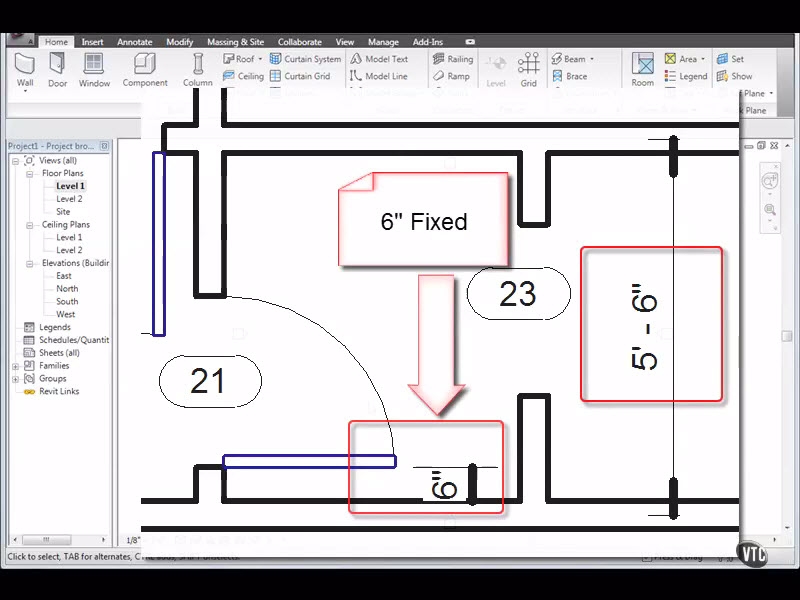 Home Insert Annotate Modify Massing & Site Collaborate View Manage Add-Ins
Wall
Door
Window
Component
Column
Roof
Ceiling
Curtain System
Curtain Grid
Model Text
Model Line
Railing
Ramp
Level
Grid
Beam
Brace
Room
Area
Legend
Set
Show
Plane
Plane
Project1 - Project bro...
Views (all)
Floor Plans
Level 1
Level 2
Site
Ceiling Plans
Level 1
Level 2
Elevations (Buildin
East
North
South
West
Legends
Schedules/Quantit
Sheets (all)
Families
Groups
Revit Links
6" Fixed
23
5' - 6"
21
6"
1/8"
Click to select, TAB for alternates, C
Press & Drag
VTC